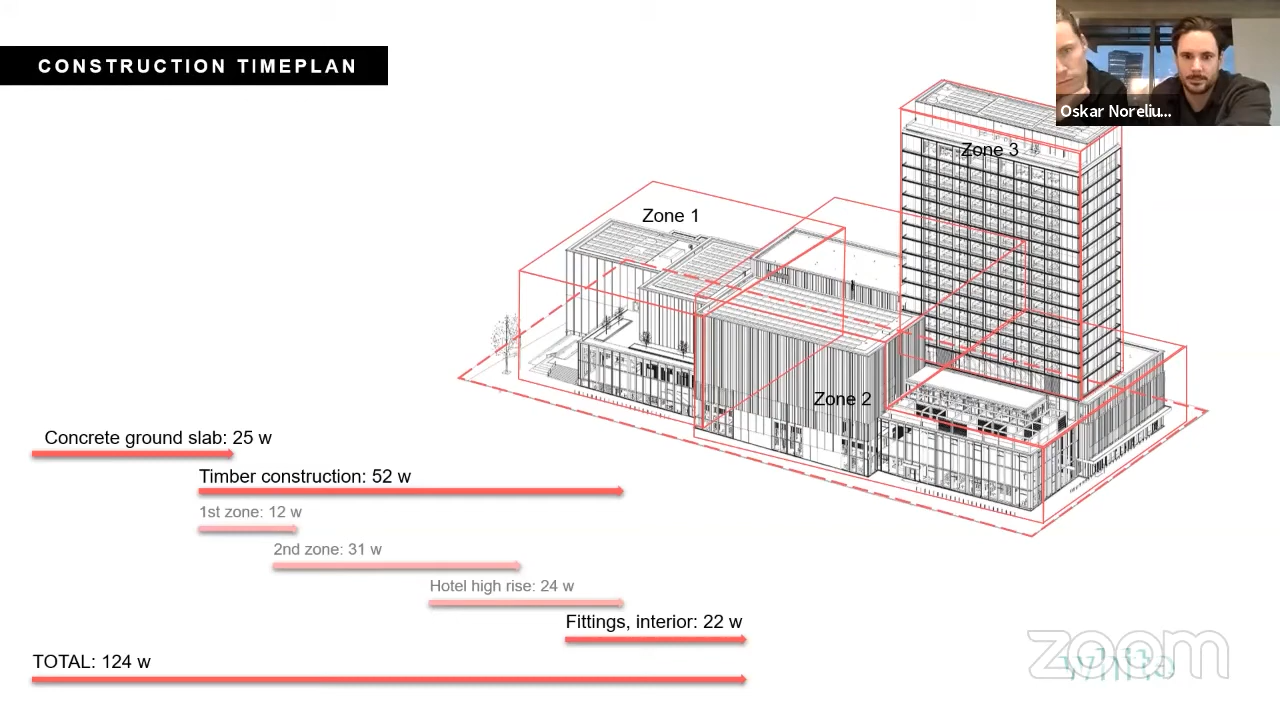 CONSTRUCTION TIMEPLAN
Oskar Noreliu...
Zone 3
Zone 1
Zone 2
Concrete ground slab: 25 w
Timber construction: 52 w
1st zone: 12 w
2nd zone: 31 w
Hotel high rise: 24 w
Fittings, interior: 22 w
TOTAL: 124 w
zoom
white